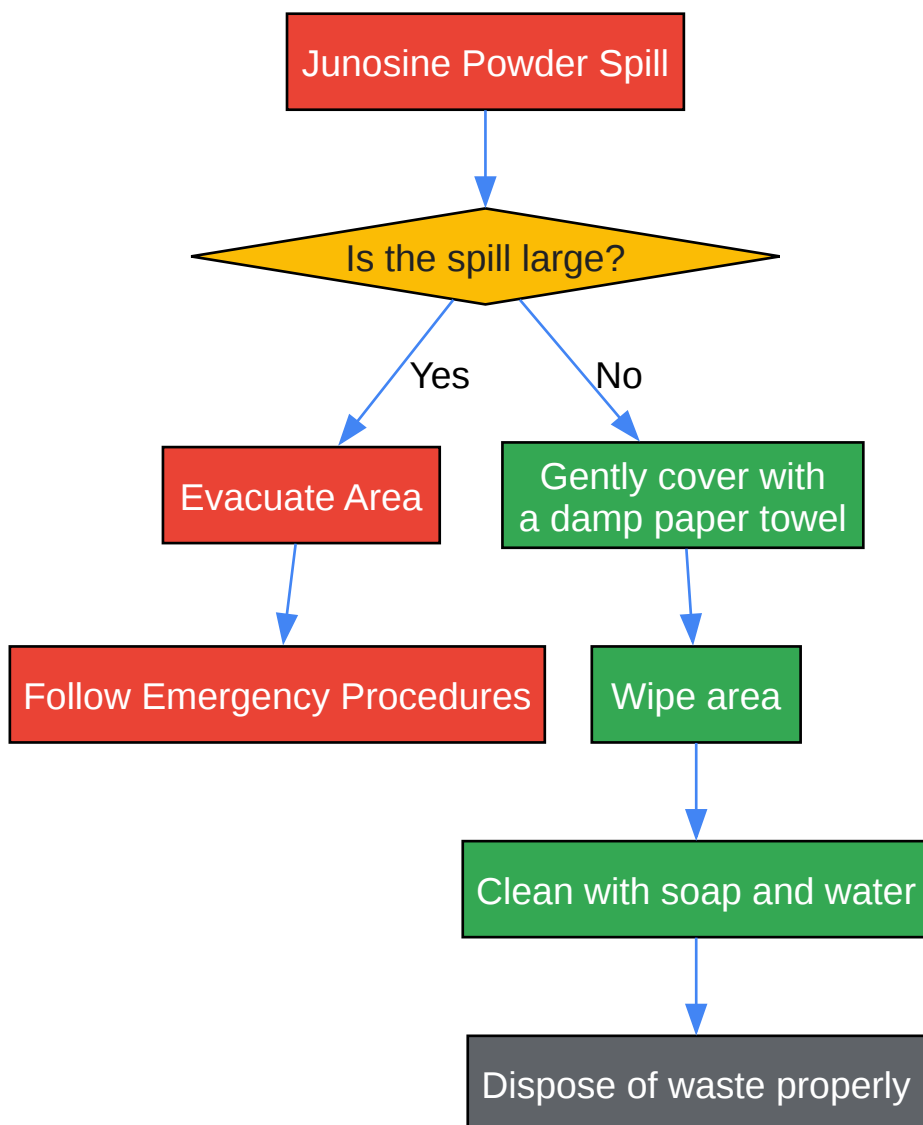 Junosine Powder Spill
Is the spill large?
Yes
No
Evacuate Area
Gently cover with
a damp paper towel
Follow Emergency Procedures
Wipe area
Clean with soap and water
Dispose of waste properly